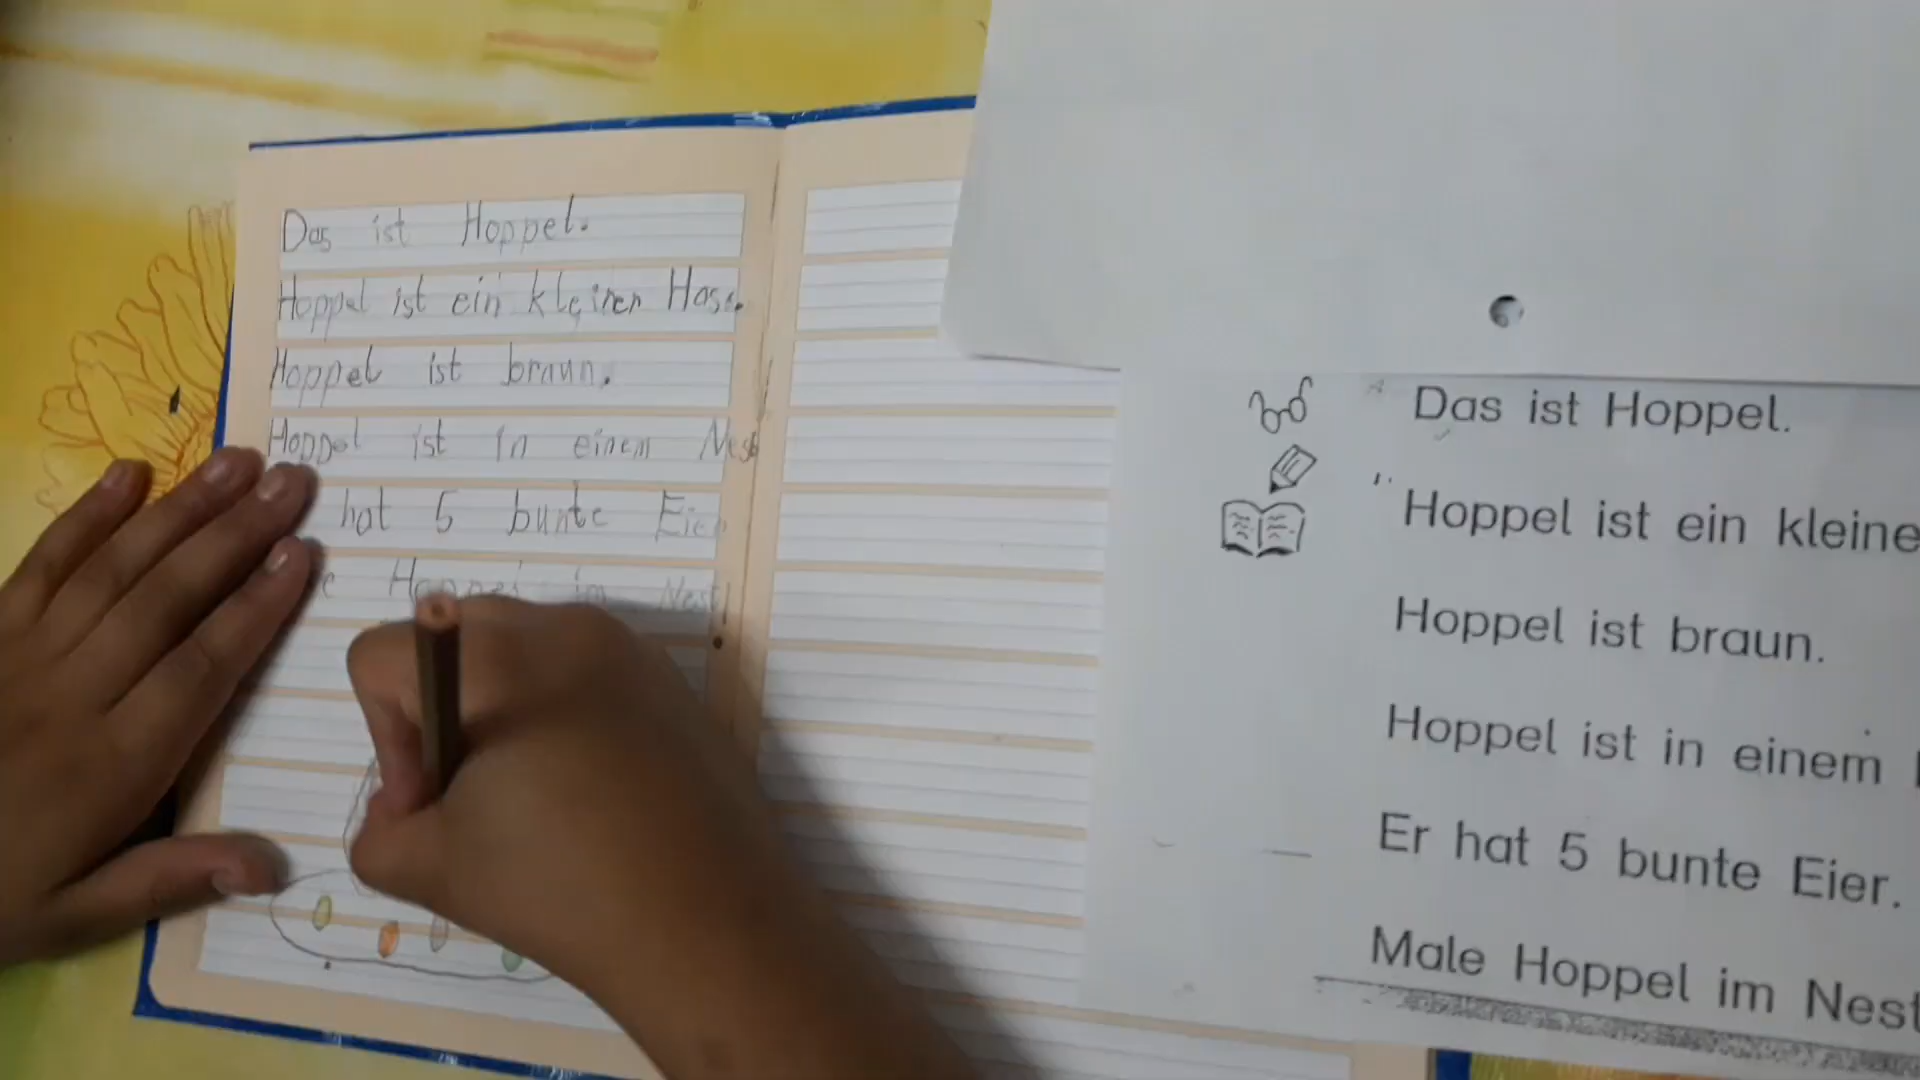 Das ist Hoppel.
Hoppel ist ein kleiner Hase.
Hoppel ist braun.
Hoppel ist in einem Nest
hat 5 bunte Eier
Hoppel im Nest!
Das ist Hoppel.
Hoppel ist ein kleine
Hoppel ist braun.
Hoppel ist in einem
Er hat 5 bunte Eier.
Male Hoppel im Nest